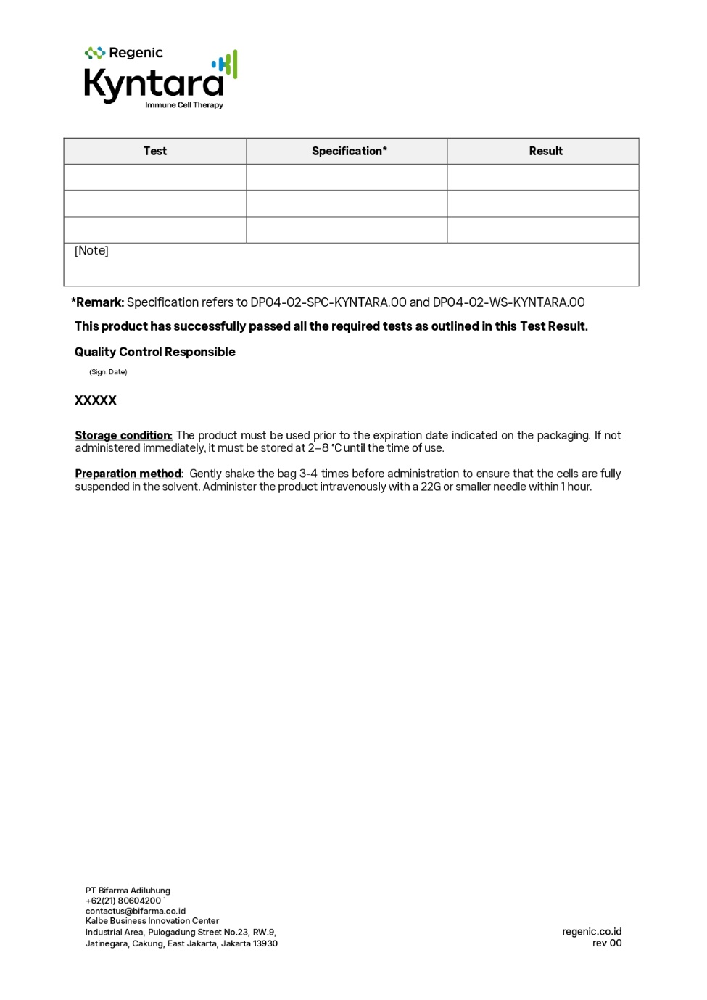 Regenic
Kyntara
Immune Cell Therapy
Test Specification* Result
[Note]
*Remark: Specification refers to DP04-02-SPC-KYNTARA.00 and DP04-02-WS-KYNTARA.00
This product has successfully passed all the required tests as outlined in this Test Result.
Quality Control Responsible
(Sign, Date)
XXXXX
Storage condition: The product must be used prior to the expiration date indicated on the packaging. If not
administered immediately, it must be stored at 2–8 °C until the time of use.
Preparation method: Gently shake the bag 3-4 times before administration to ensure that the cells are fully
suspended in the solvent. Administer the product intravenously with a 22G or smaller needle within 1 hour.
PT Bifarma Adiluhung
+62(21) 80604200 `
contactus@bifarma.co.id
Kalbe Business Innovation Center
Industrial Area, Pulogadung Street No.23, RW.9,
Jatinegara, Cakung, East Jakarta, Jakarta 13930
regenic.co.id
rev 00